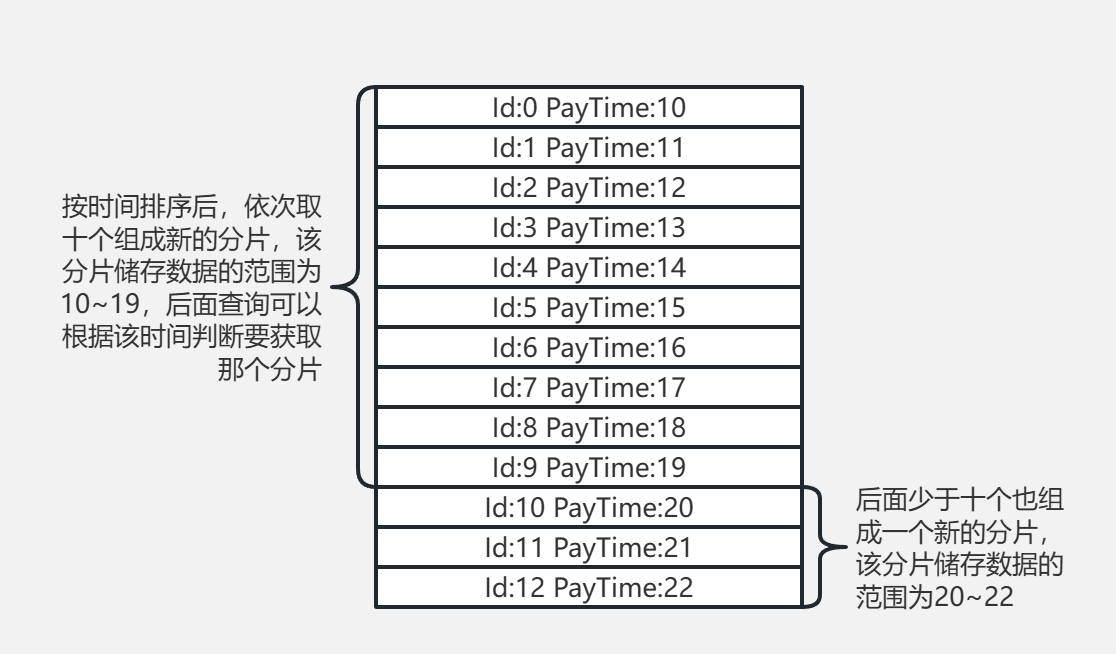 Id:0 PayTime:10
Id:1 PayTime:11
Id:2 PayTime:12
Id:3 PayTime:13
Id:4 PayTime:14
Id:5 PayTime:15
Id:6 PayTime:16
Id:7 PayTime:17
Id:8 PayTime:18
Id:9 PayTime:19
Id:10 PayTime:20
Id:11 PayTime:21
Id:12 PayTime:22
按时间排序后，依次取
十个组成新的分片，该
分片储存数据的范围为
10~19，后面查询可以
根据该时间判断要获取
那个分片
后面少于十个也组
成一个新的分片，
该分片储存数据的
范围为20~22